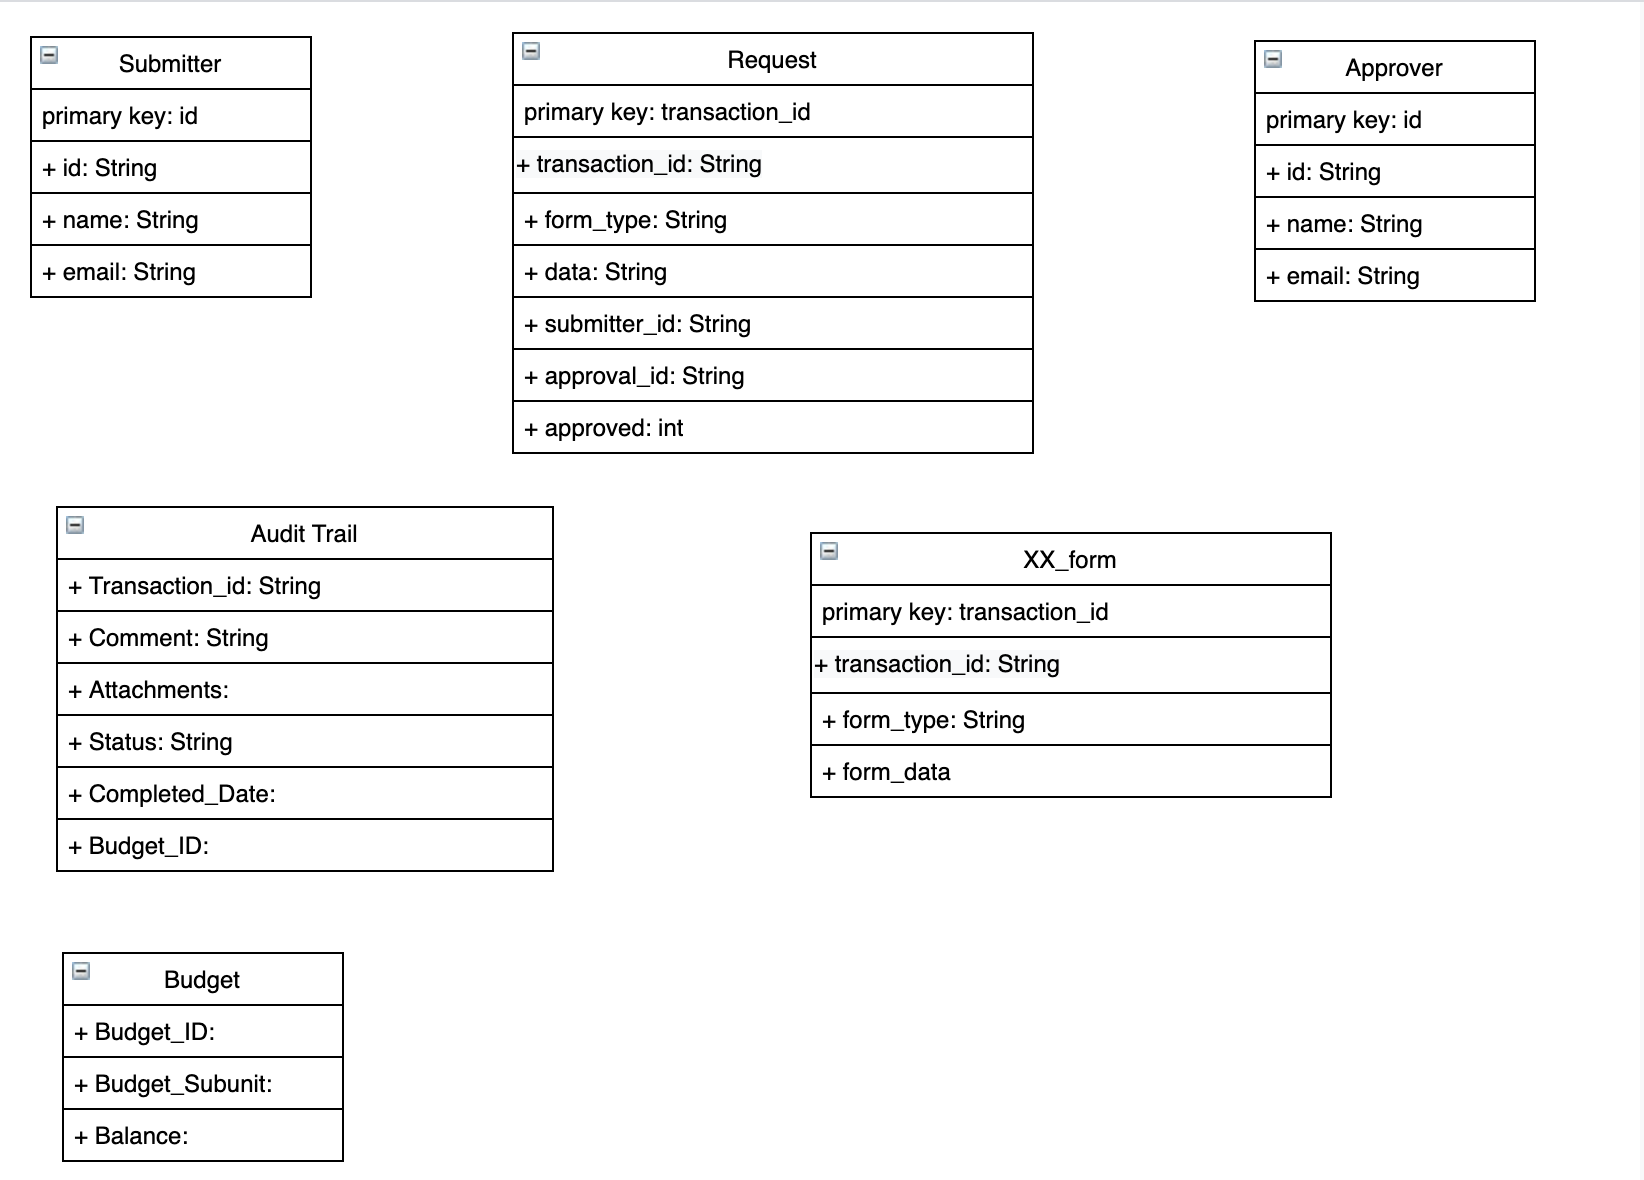 Submitter
primary key: id
+ id: String
+ name: String
+ email: String
Request
primary key: transaction_id
+ transaction_id: String
+ form_type: String
+ data: String
+ submitter_id: String
+ approval_id: String
+ approved: int
Approver
primary key: id
+ id: String
+ name: String
+ email: String
Audit Trail
+ Transaction_id: String
+ Comment: String
+ Attachments:
+ Status: String
+ Completed_Date:
+ Budget_ID:
XX_form
primary key: transaction_id
+ transaction_id: String
+ form_type: String
+ form_data
Budget
+ Budget_ID:
+ Budget_Subunit:
+ Balance: